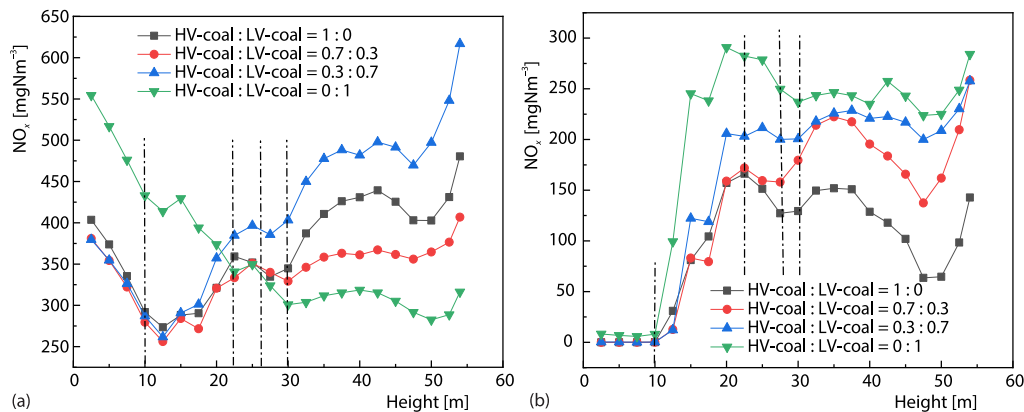 NOₓ [mgNm⁻³]
650
600
550
500
450
400
350
300
250
HV-coal : LV-coal = 1 : 0
HV-coal : LV-coal = 0.7 : 0.3
HV-coal : LV-coal = 0.3 : 0.7
HV-coal : LV-coal = 0 : 1
0 10 20 30 40 50 60
(a) Height [m]
NOₓ [mgNm⁻³]
300
250
200
150
100
50
0
HV-coal : LV-coal = 1 : 0
HV-coal : LV-coal = 0.7 : 0.3
HV-coal : LV-coal = 0.3 : 0.7
HV-coal : LV-coal = 0 : 1
0 10 20 30 40 50 60
(b) Height [m]